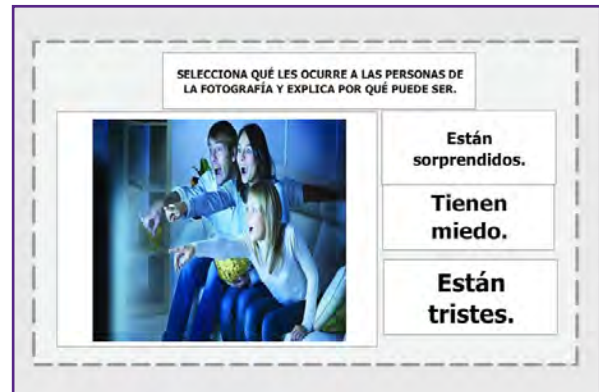 SELECCIONA QUÉ LES OCURRE A LAS PERSONAS DE
LA FOTOGRAFÍA Y EXPLICA POR QUÉ PUEDE SER.
Están
sorprendidos.
Tienen
miedo.
Están
tristes.